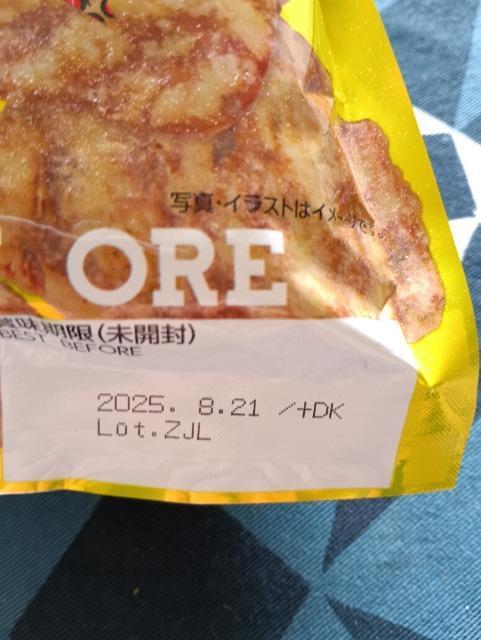 写真・イラストはイメージです。
ORE
賞味期限(未開封)
BEST BEFORE
2025. 8.21 /+DK
Lot.ZJL